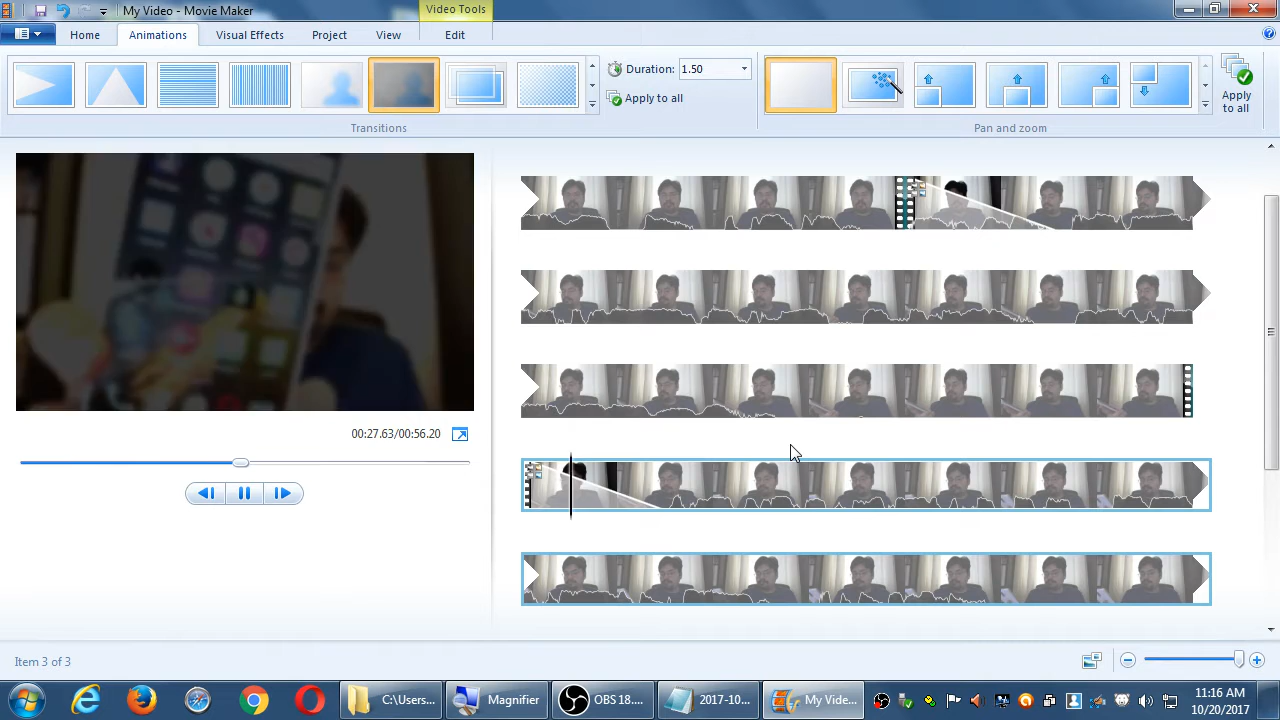 My Video - Movie Maker
Video Tools
Home
Animations
Visual Effects
Project
View
Edit
Duration: 1.50
Apply to all
Apply to all
Transitions
Pan and zoom
00:27.63/00:56.20
Item 3 of 3
C:\Users...
Magnifier
OBS 18....
2017-10...
My Vide...
11:16 AM
10/20/2017